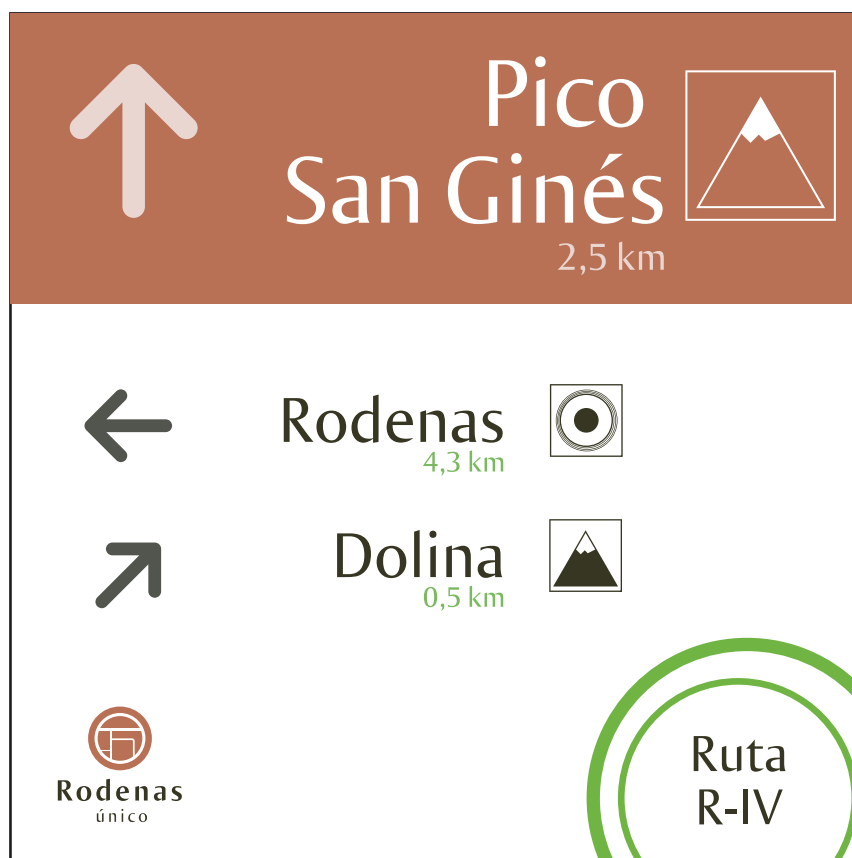 Pico
San Ginés
2,5 km
Rodenas
4,3 km
Dolina
0,5 km
Rodenas
único
Ruta
R-IV